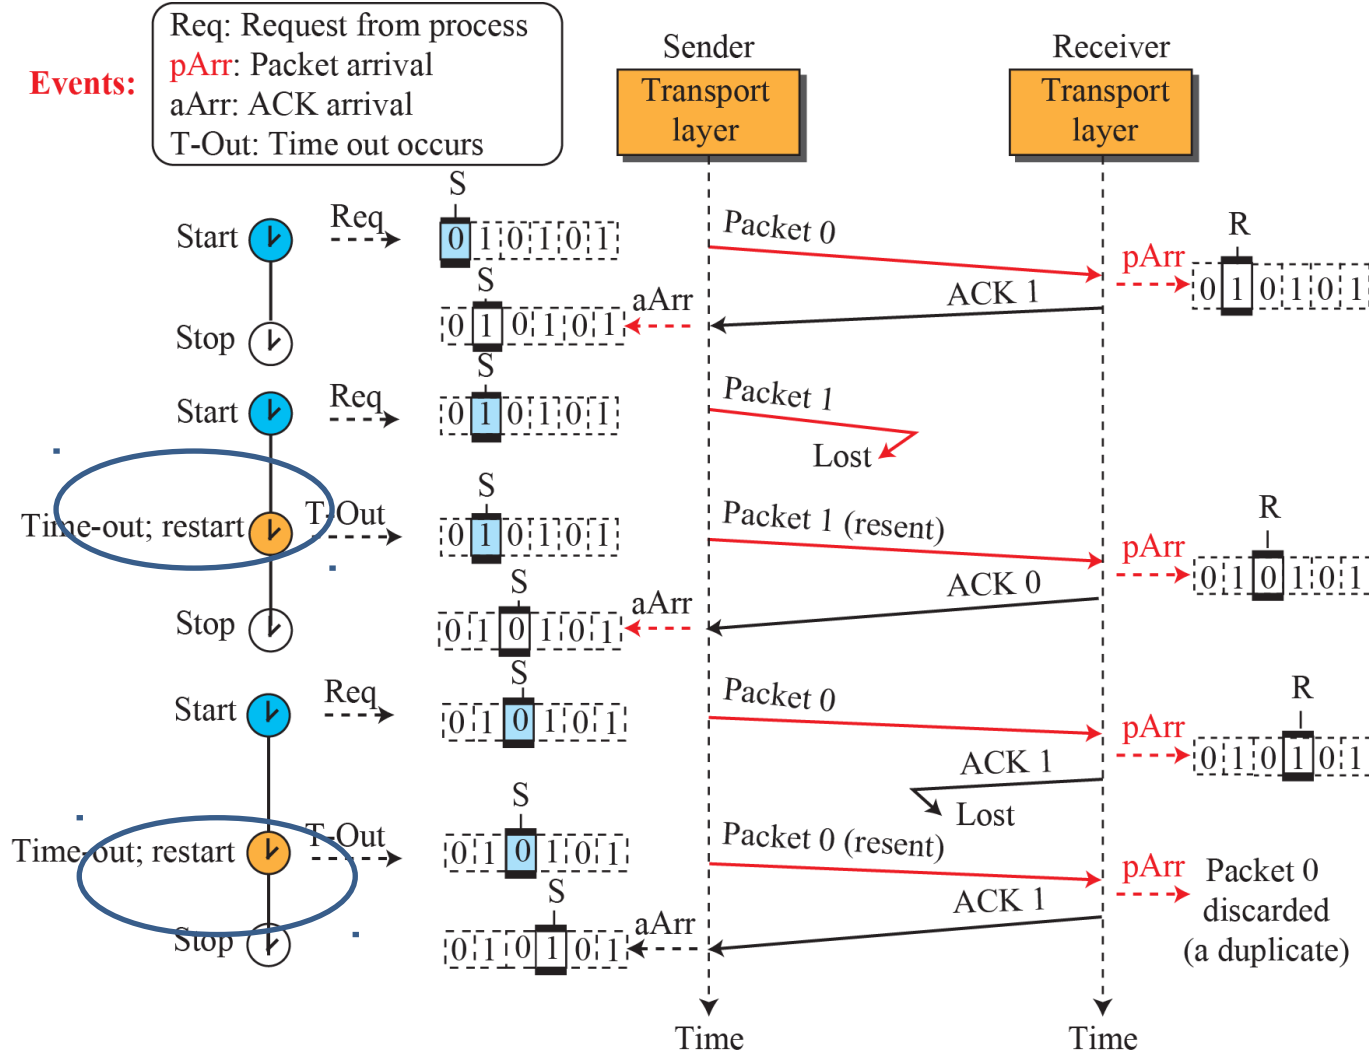 Req: Request from process
Events:
pArr: Packet arrival
aArr: ACK arrival
T-Out: Time out occurs
Sender
Receiver
Transport
layer
Transport
layer
S
Start
Req
0 1 0 1 0 1
Packet 0
R
pArr
0 1 0 1 0 1
S
ACK 1
aArr
0 1 0 1 0 1
Stop
S
Start
Req
0 1 0 1 0 1
Packet 1
Lost
S
Time-out; restart
T-Out
0 1 0 1 0 1
Packet 1 (resent)
R
pArr
0 1 0 1 0 1
S
ACK 0
aArr
Stop
0 1 0 1 0 1
S
Start
Req
0 1 0 1 0 1
Packet 0
R
pArr
0 1 0 1 0 1
ACK 1
Lost
S
Time-out; restart
T-Out
0 1 0 1 0 1
Packet 0 (resent)
pArr
Packet 0
discarded
(a duplicate)
S
ACK 1
aArr
Stop
0 1 0 1 0 1
Time
Time